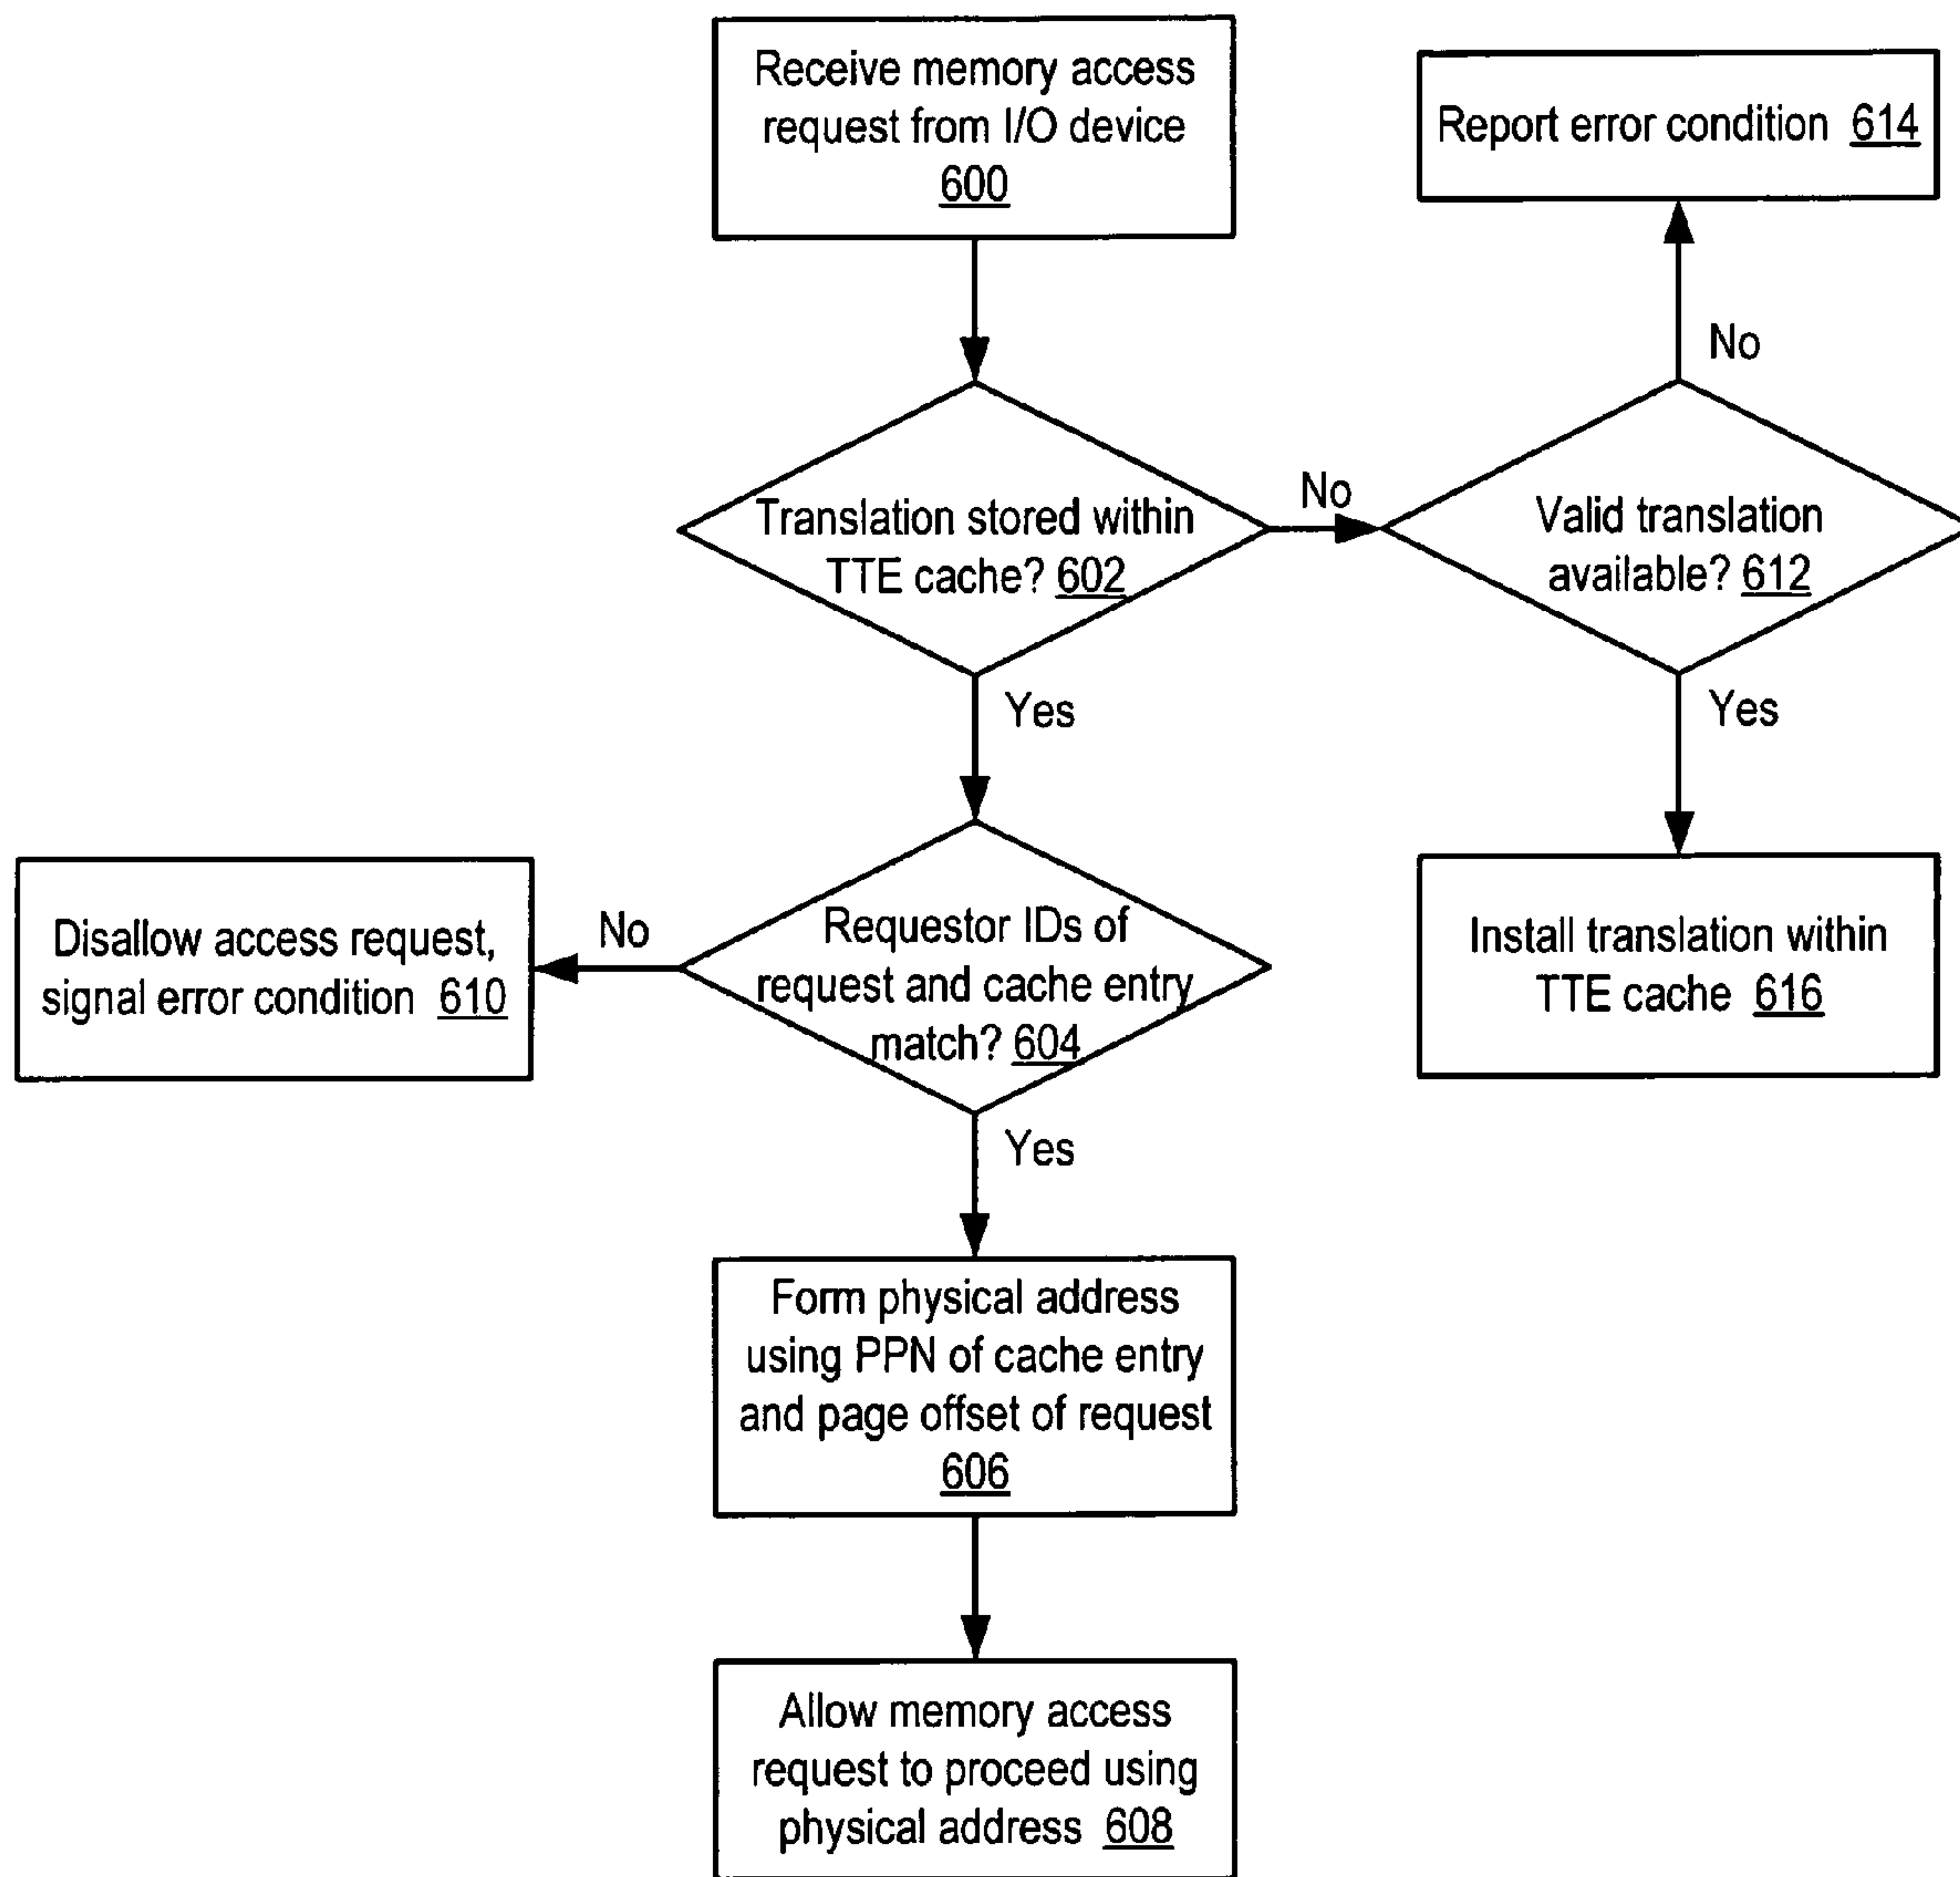 Receive memory access
request from I/O device
600
Report error condition 614
Translation stored within
TTE cache? 602
No
Valid translation
available? 612
No
Yes
Yes
Requestor IDs of
request and cache entry
match? 604
No
Disallow access request,
signal error condition 610
Install translation within
TTE cache 616
Yes
Form physical address
using PPN of cache entry
and page offset of request
606
Allow memory access
request to proceed using
physical address 608